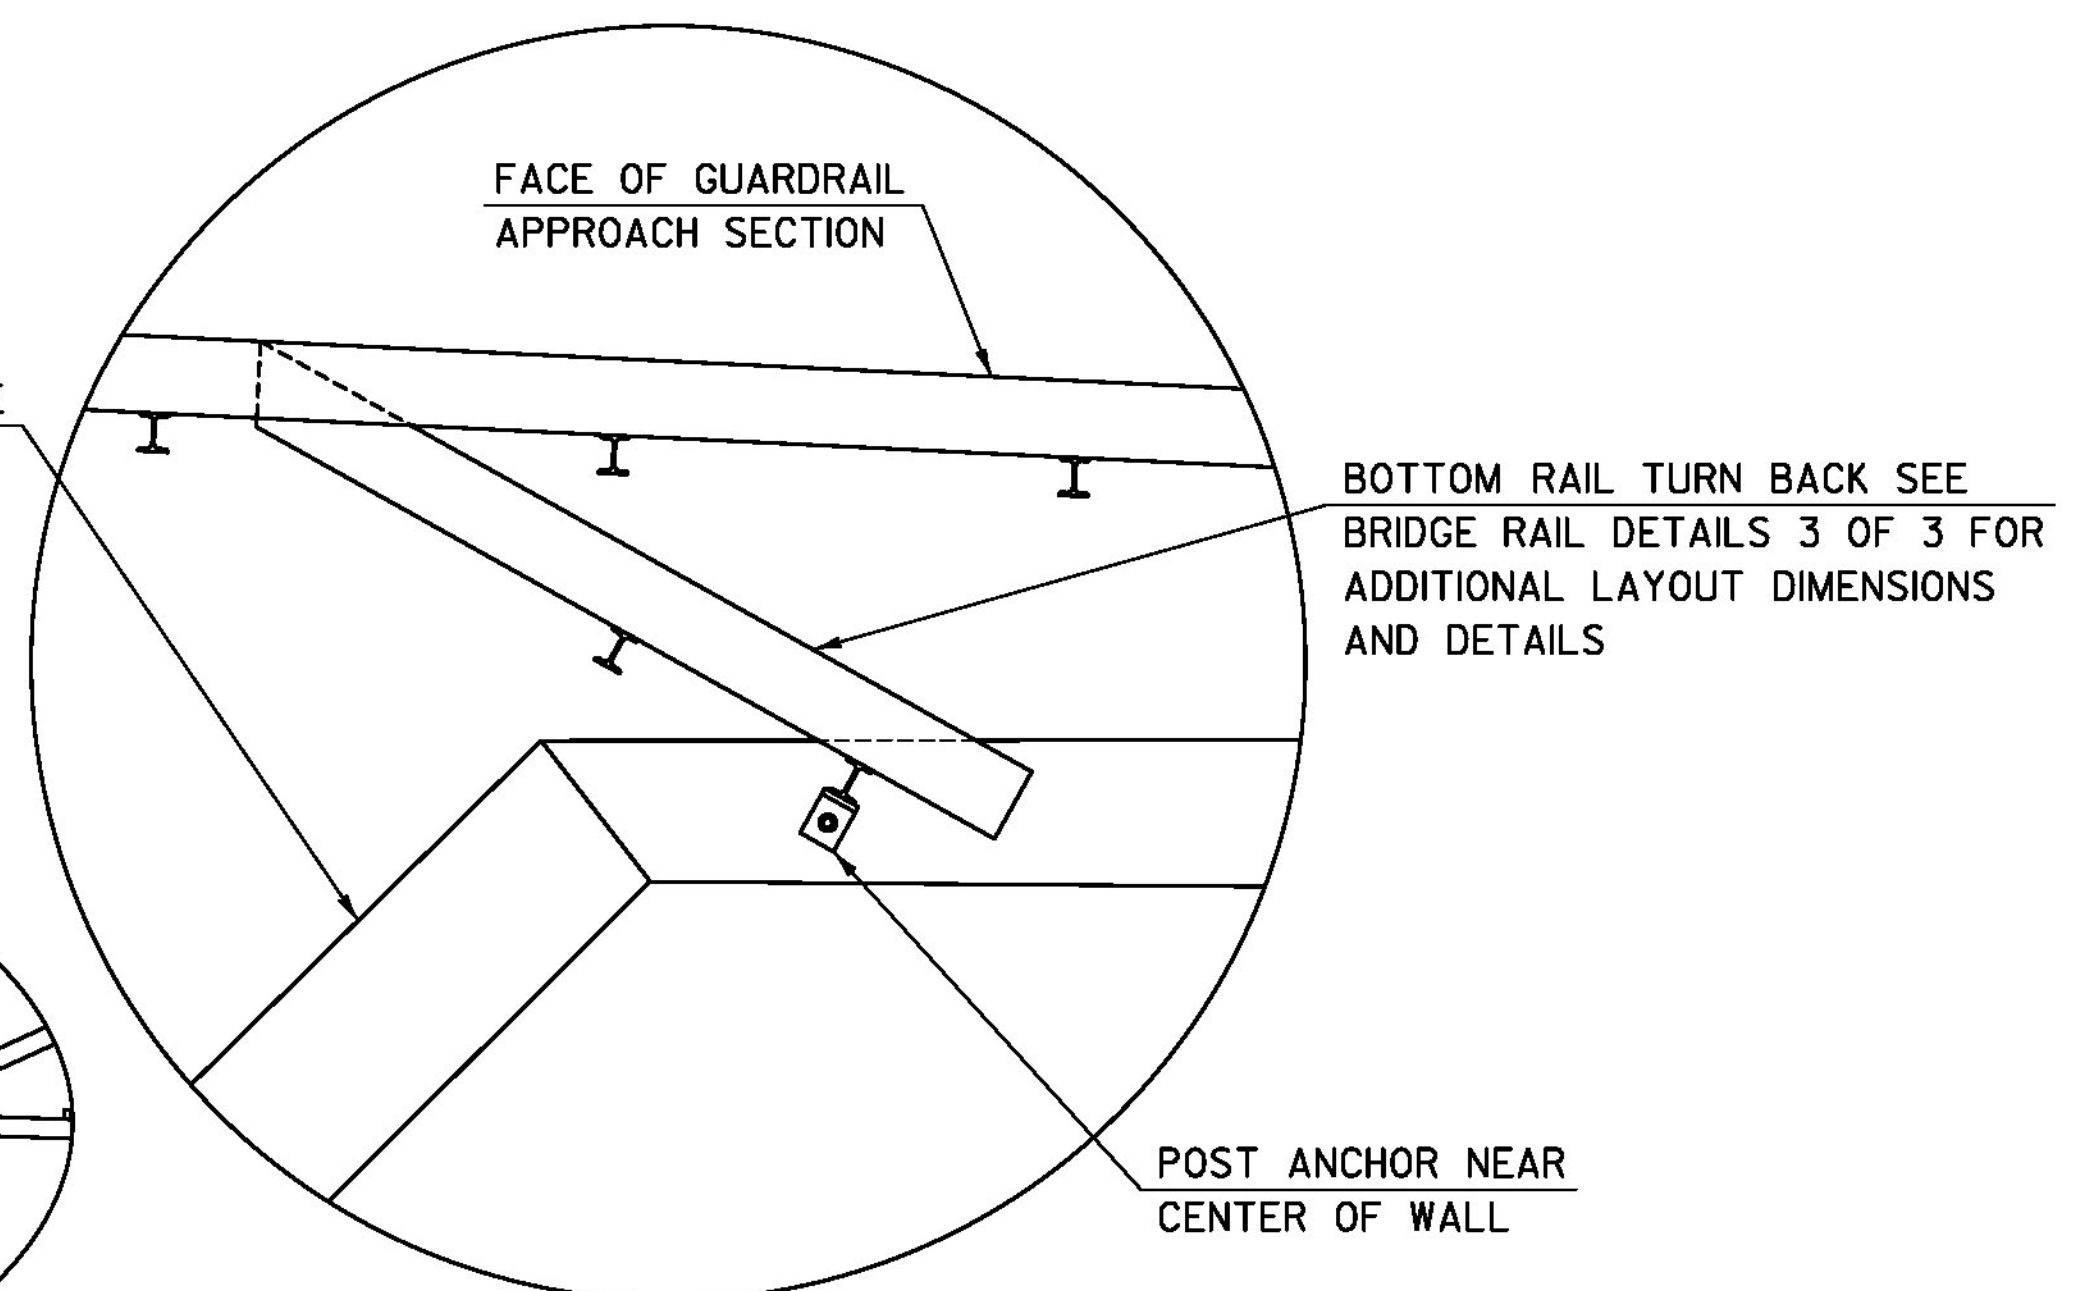 FACE OF GUARDRAIL
APPROACH SECTION
BOTTOM RAIL TURN BACK SEE
BRIDGE RAIL DETAILS 3 OF 3 FOR
ADDITIONAL LAYOUT DIMENSIONS
AND DETAILS
POST ANCHOR NEAR
CENTER OF WALL